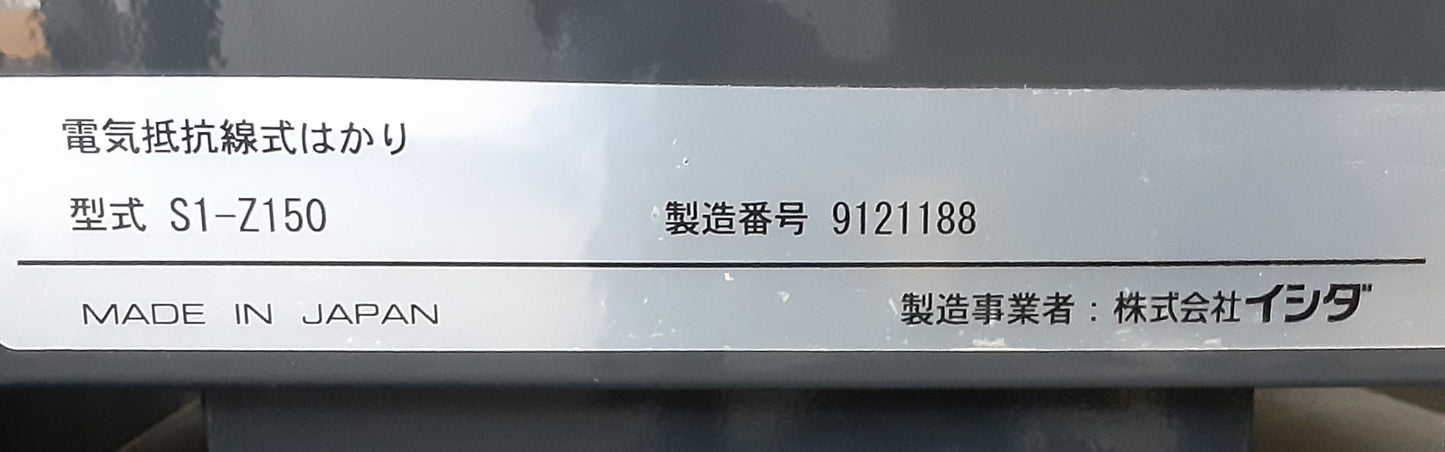 電気抵抗線式はかり
型式 S1-Z150 製造番号 9121188
MADE IN JAPAN 製造事業者：株式会社イシダ